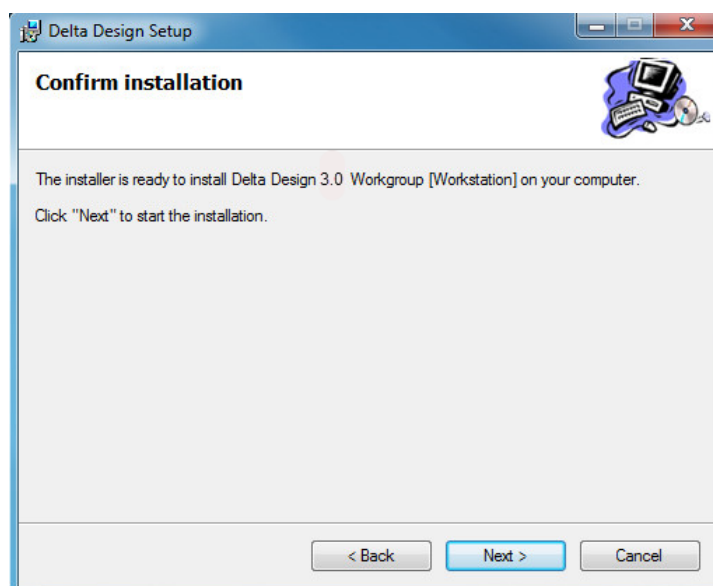 Delta Design Setup
Confirm installation
The installer is ready to install Delta Design 3.0 Workgroup [Workstation] on your computer.
Click "Next" to start the installation.
< Back
Next >
Cancel